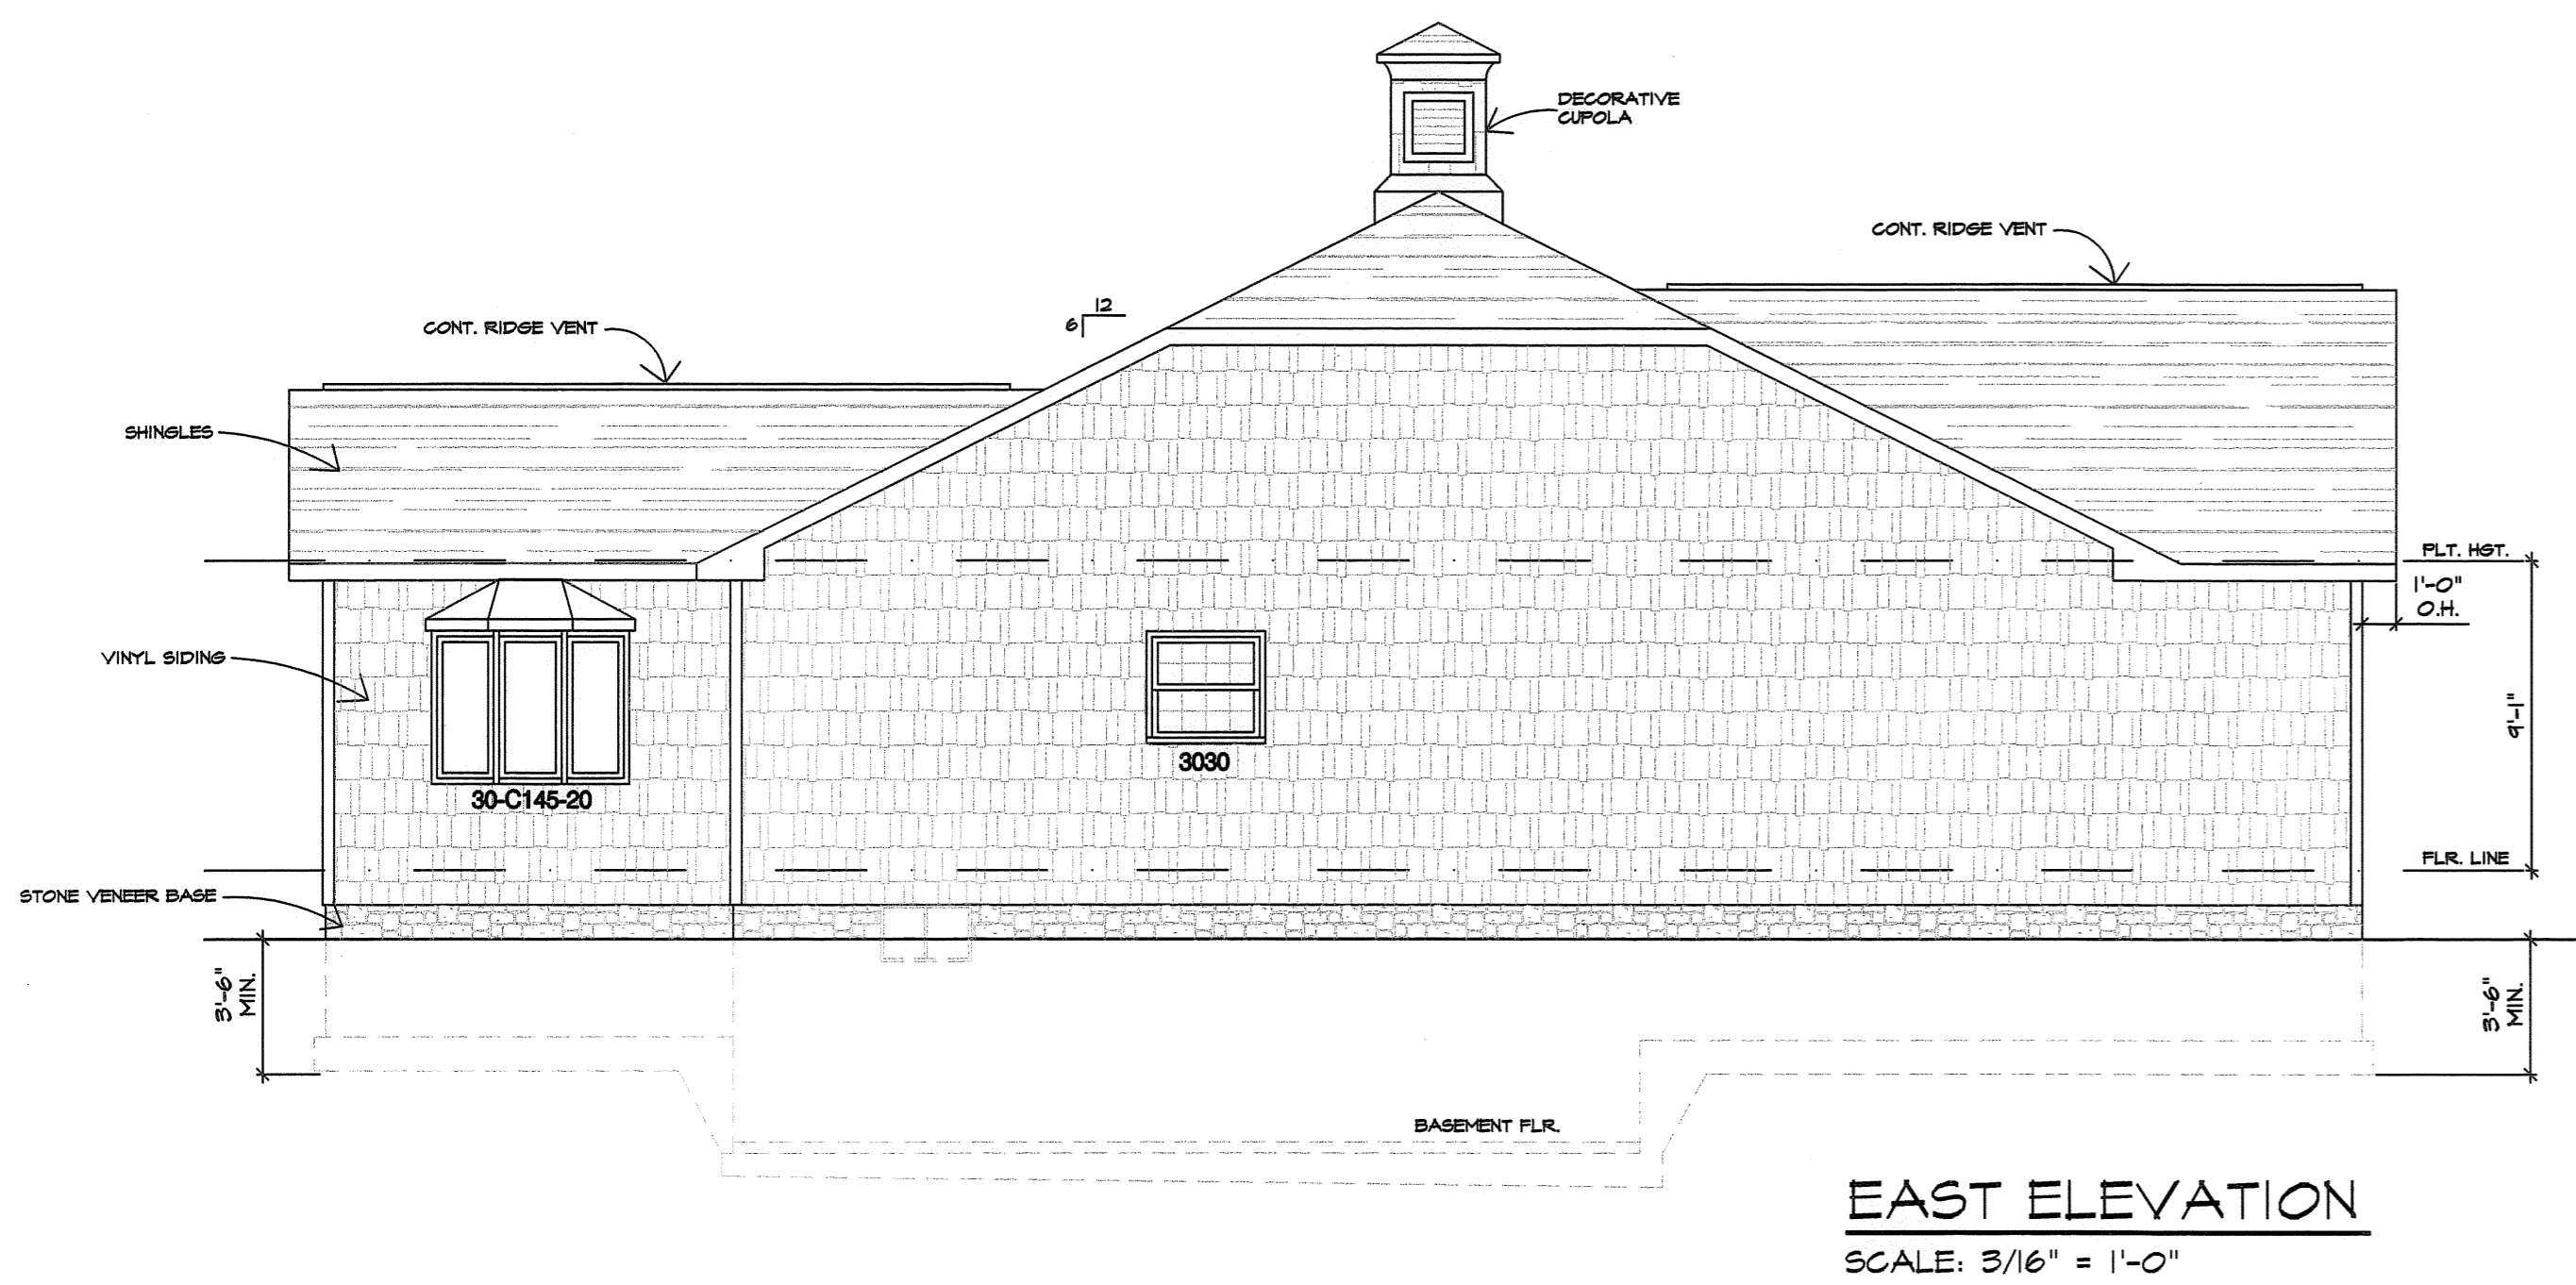 DECORATIVE
CUPOLA
CONT. RIDGE VENT
12
6
CONT. RIDGE VENT
SHINGLES
PLT. HGT.
1'-0"
O.H.
VINYL SIDING
9'-1"
3030
30-C145-20
FLR. LINE
STONE VENEER BASE
3'-6"
MIN.
3'-6"
MIN.
BASEMENT FLR.
EAST ELEVATION
SCALE: 3/16" = 1'-0"